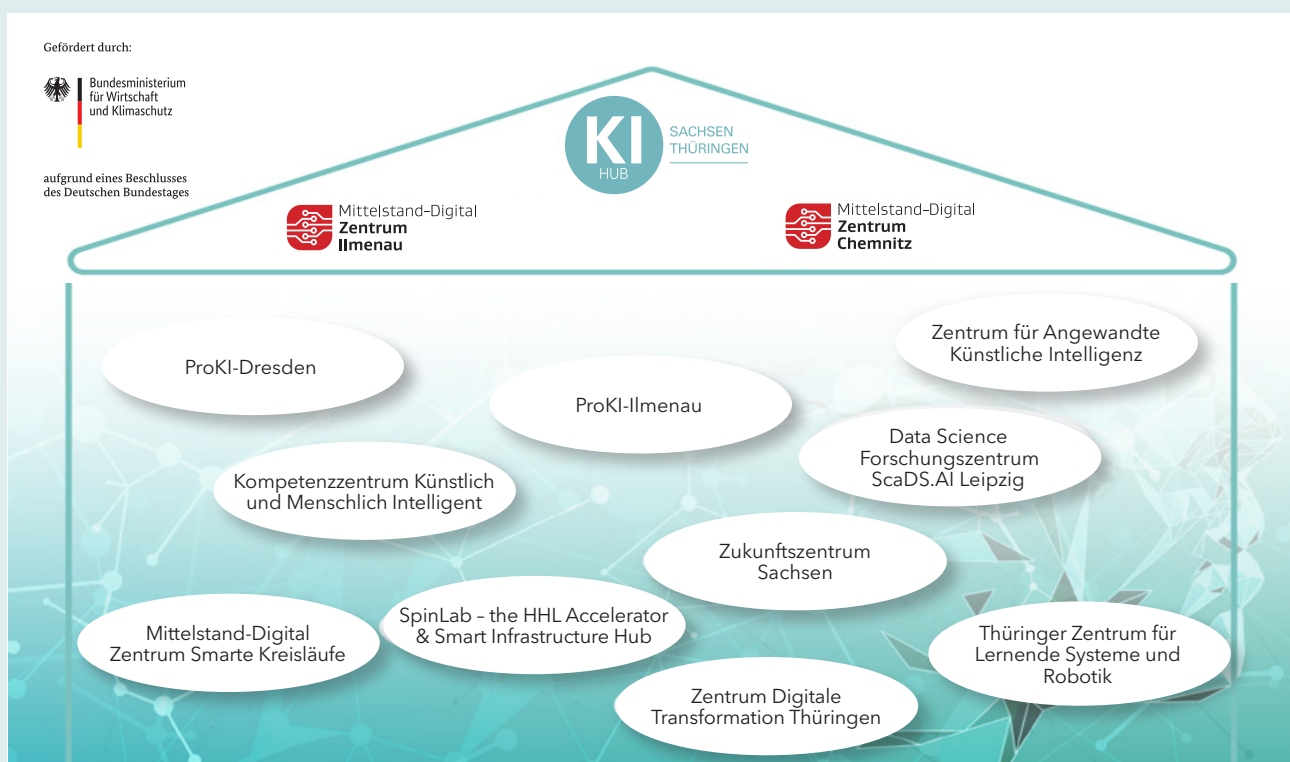 Gefördert durch:
Bundesministerium
für Wirtschaft
und Klimaschutz
aufgrund eines Beschlusses
des Deutschen Bundestages
KI
HUB
SACHSEN
THÜRINGEN
Mittelstand-Digital
Zentrum
Ilmenau
Mittelstand-Digital
Zentrum
Chemnitz
ProKI-Dresden
ProKI-Ilmenau
Zentrum für Angewandte
Künstliche Intelligenz
Kompetenzzentrum Künstlich
und Menschlich Intelligent
Data Science
Forschungszentrum
ScaDS.AI Leipzig
Zukunftszentrum
Sachsen
Mittelstand-Digital
Zentrum Smarte Kreisläufe
SpinLab – the HHL Accelerator
& Smart Infrastructure Hub
Zentrum Digitale
Transformation Thüringen
Thüringer Zentrum für
Lernende Systeme und
Robotik